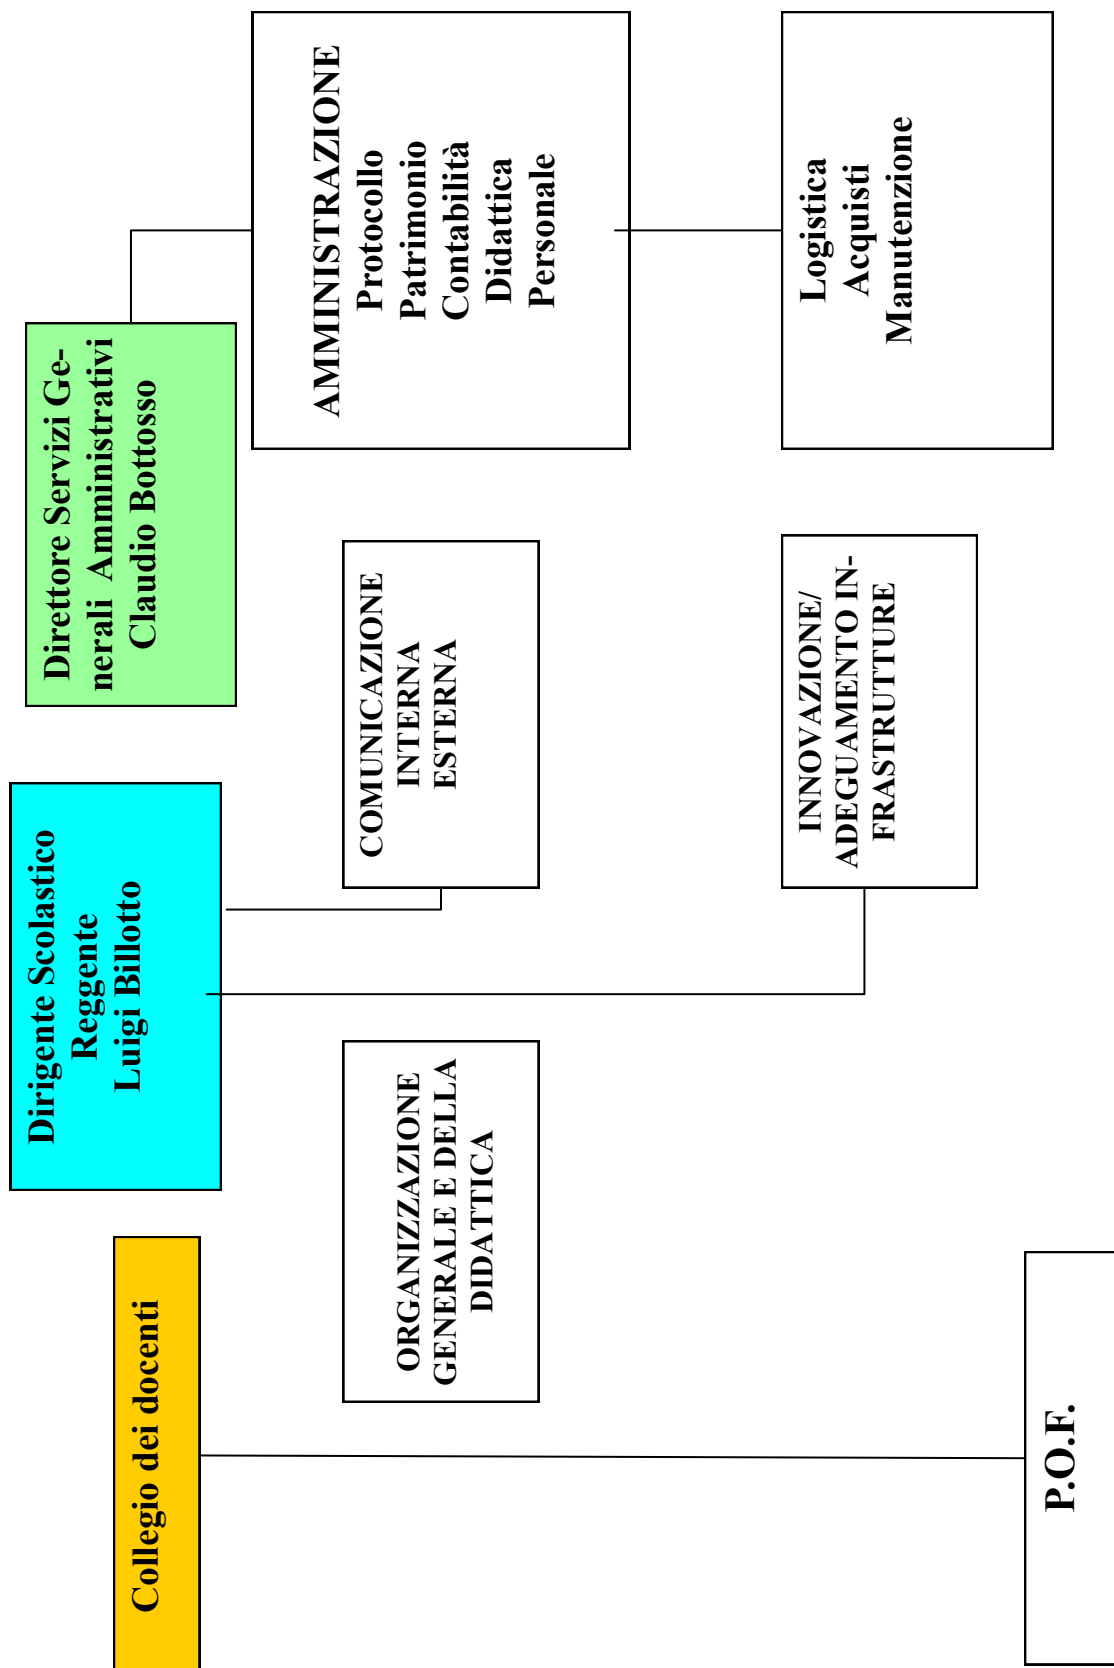 Collegio dei docenti
Dirigente Scolastico
Reggente
Luigi Billotto
Direttore Servizi Ge-
nerali Amministrativi
Claudio Bottosso
ORGANIZZAZIONE
GENERALE E DELLA
DIDATTICA
COMUNICAZIONE
INTERNA
ESTERNA
AMMINISTRAZIONE
Protocollo
Patrimonio
Contabilità
Didattica
Personale
INNOVAZIONE/
ADEGUAMENTO IN-
FRASTRUTTURE
Logistica
Acquisti
Manutenzione
P.O.F.